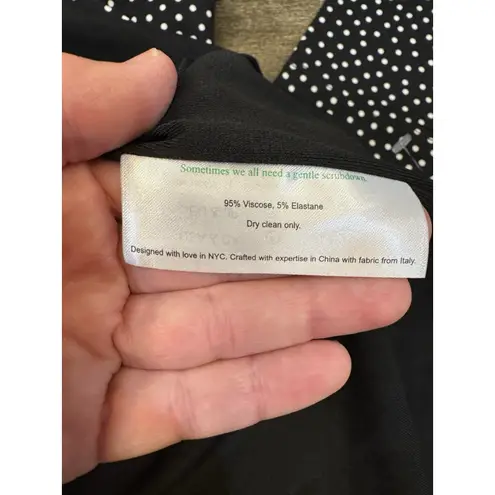 Sometimes we all need a gentle scrubdown.
95% Viscose, 5% Elastane
Dry clean only.
Designed with love in NYC. Crafted with expertise in China with fabric from Italy.